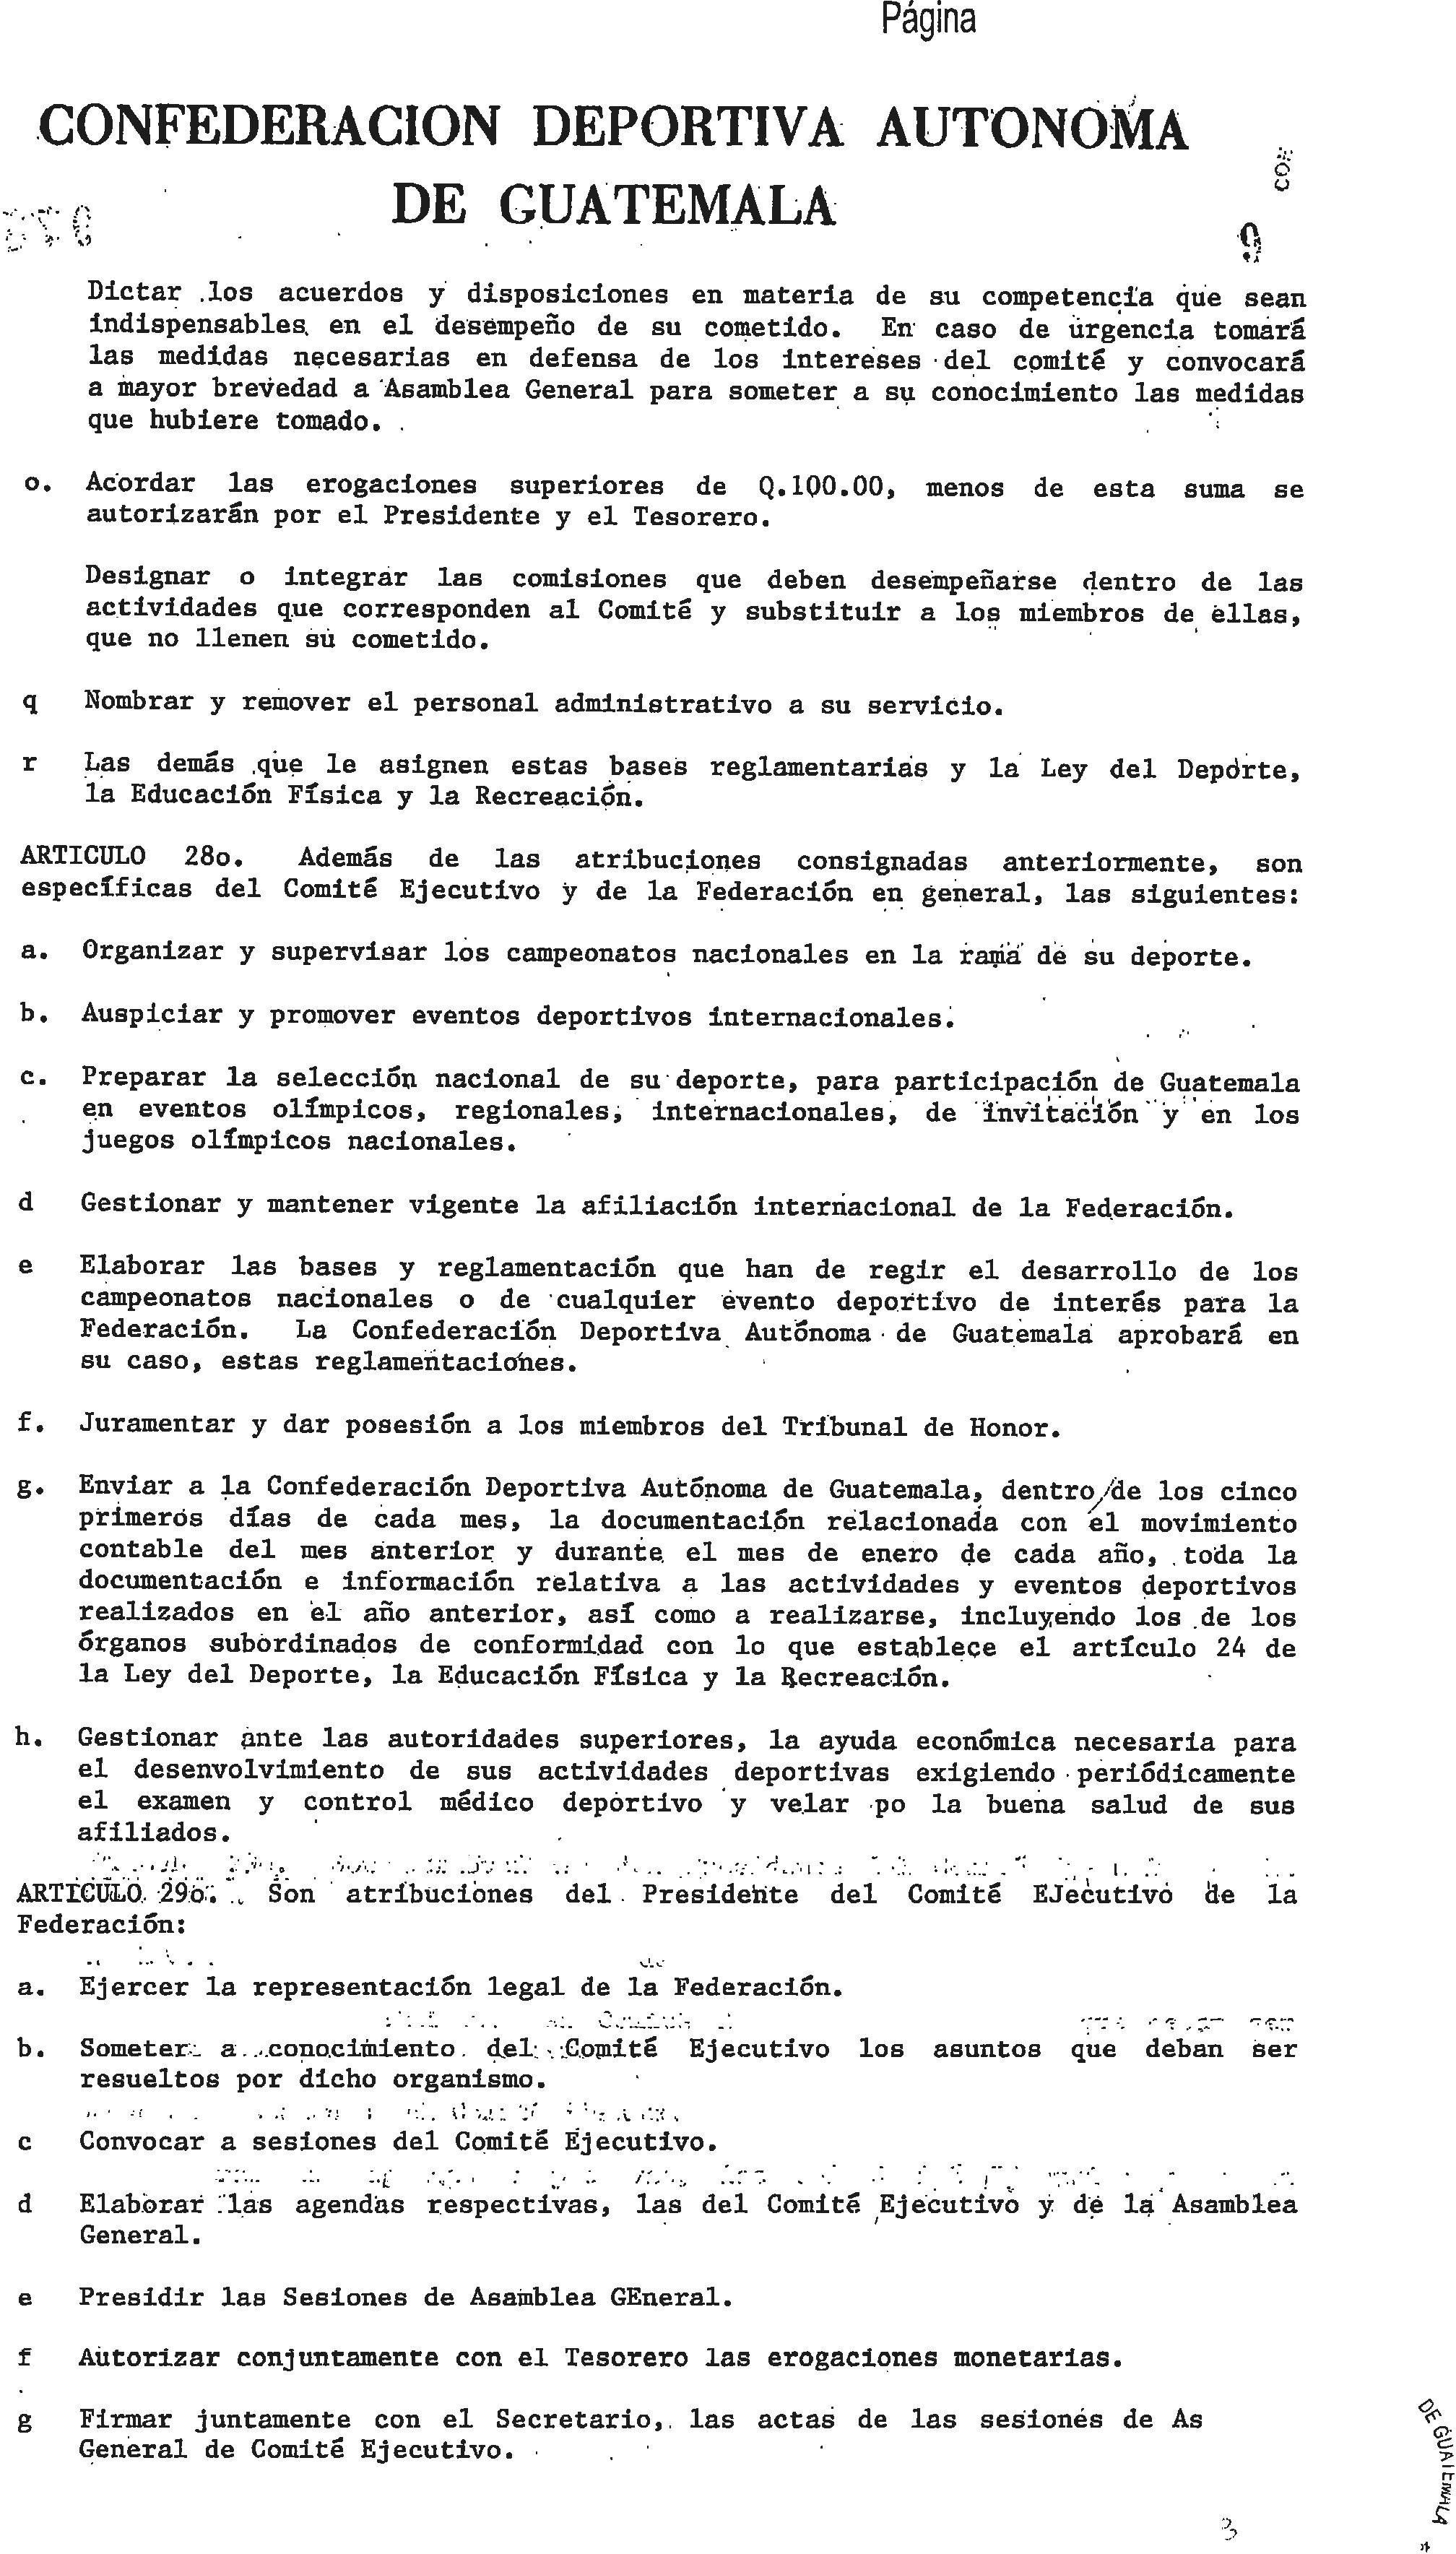 Página
CONFEDERACION DEPORTIVA AUTONOMA
DE GUATEMALA
Dictar los acuerdos y disposiciones en materia de su competencia que sean
indispensables en el desempeño de su cometido. En caso de urgencia tomará
las medidas necesarias en defensa de los intereses del comité y convocará
a mayor brevedad a Asamblea General para someter a su conocimiento las medidas
que hubiere tomado.
o. Acordar las erogaciones superiores de Q.100.00, menos de esta suma se
autorizarán por el Presidente y el Tesorero.
Designar o integrar las comisiones que deben desempeñarse dentro de las
actividades que corresponden al Comité y substituir a los miembros de ellas,
que no llenen su cometido.
q Nombrar y remover el personal administrativo a su servicio.
r Las demás que le asignen estas bases reglamentarias y la Ley del Deporte,
la Educación Física y la Recreación.
ARTICULO 28o. Además de las atribuciones consignadas anteriormente, son
específicas del Comité Ejecutivo y de la Federación en general, las siguientes:
a. Organizar y supervisar los campeonatos nacionales en la rama de su deporte.
b. Auspiciar y promover eventos deportivos internacionales.
c. Preparar la selección nacional de su deporte, para participación de Guatemala
en eventos olímpicos, regionales, internacionales, de invitación y en los
juegos olímpicos nacionales.
d Gestionar y mantener vigente la afiliación internacional de la Federación.
e Elaborar las bases y reglamentación que han de regir el desarrollo de los
campeonatos nacionales o de cualquier evento deportivo de interés para la
Federación. La Confederación Deportiva Autónoma de Guatemala aprobará en
su caso, estas reglamentaciones.
f. Juramentar y dar posesión a los miembros del Tribunal de Honor.
g. Enviar a la Confederación Deportiva Autónoma de Guatemala, dentro de los cinco
primeros días de cada mes, la documentación relacionada con el movimiento
contable del mes anterior y durante el mes de enero de cada año, toda la
documentación e información relativa a las actividades y eventos deportivos
realizados en el año anterior, así como a realizarse, incluyendo los de los
órganos subordinados de conformidad con lo que establece el artículo 24 de
la Ley del Deporte, la Educación Física y la Recreación.
h. Gestionar ante las autoridades superiores, la ayuda económica necesaria para
el desenvolvimiento de sus actividades deportivas exigiendo periódicamente
el examen y control médico deportivo y velar po la buena salud de sus
afiliados.
ARTICULO 29o. Son atribuciones del Presidente del Comité EJecutivo de la
Federación:
a. Ejercer la representación legal de la Federación.
b. Someter a conocimiento del Comité Ejecutivo los asuntos que deban ser
resueltos por dicho organismo.
c Convocar a sesiones del Comité Ejecutivo.
d Elaborar las agendas respectivas, las del Comité Ejecutivo y de la Asamblea
General.
e Presidir las Sesiones de Asamblea GEneral.
f Autorizar conjuntamente con el Tesorero las erogaciones monetarias.
g Firmar juntamente con el Secretario, las actas de las sesiones de As
General de Comité Ejecutivo.
DE GUATEMALA
3